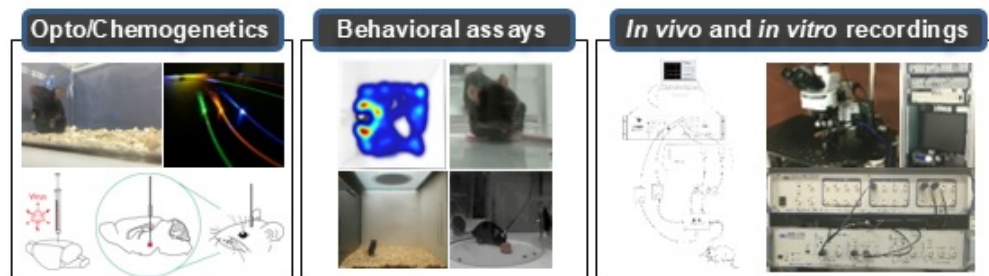 Opto/Chemogenetics
Behavioral assays
In vivo and in vitro recordings
Virus